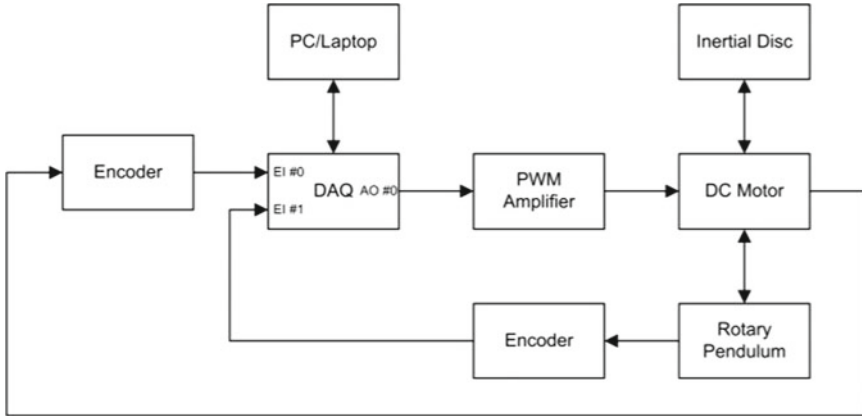 PC/Laptop
Inertial Disc
Encoder
EI #0
DAQ AO #0
EI #1
PWM
Amplifier
DC Motor
Encoder
Rotary
Pendulum